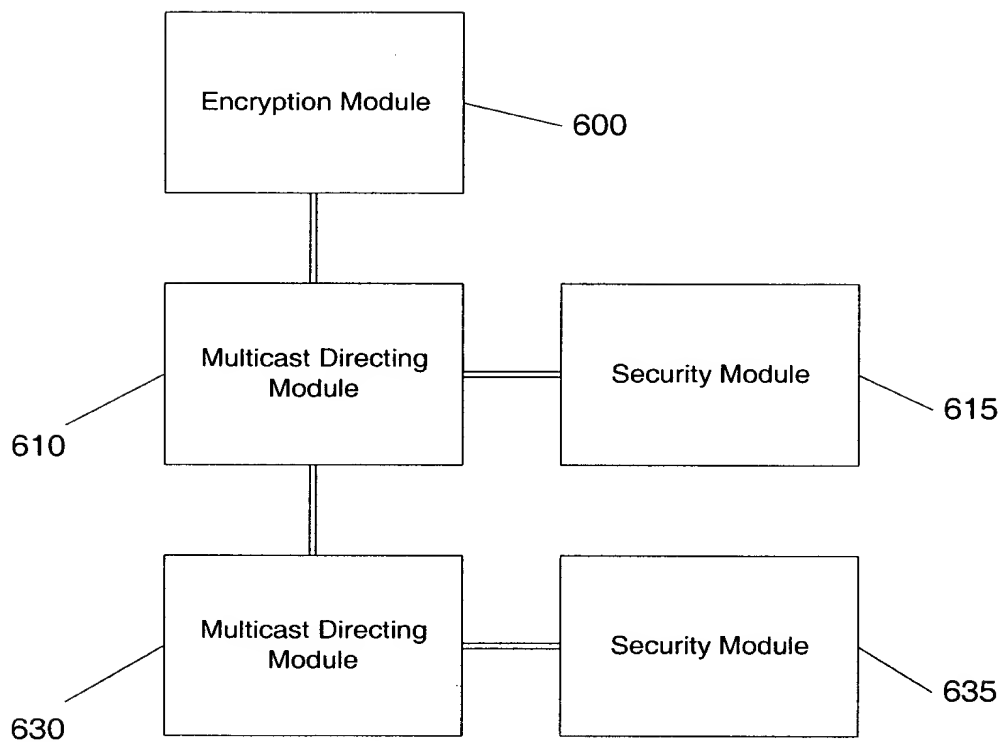 Encryption Module
600
Multicast Directing
Module
Security Module
610
615
Multicast Directing
Module
Security Module
630
635